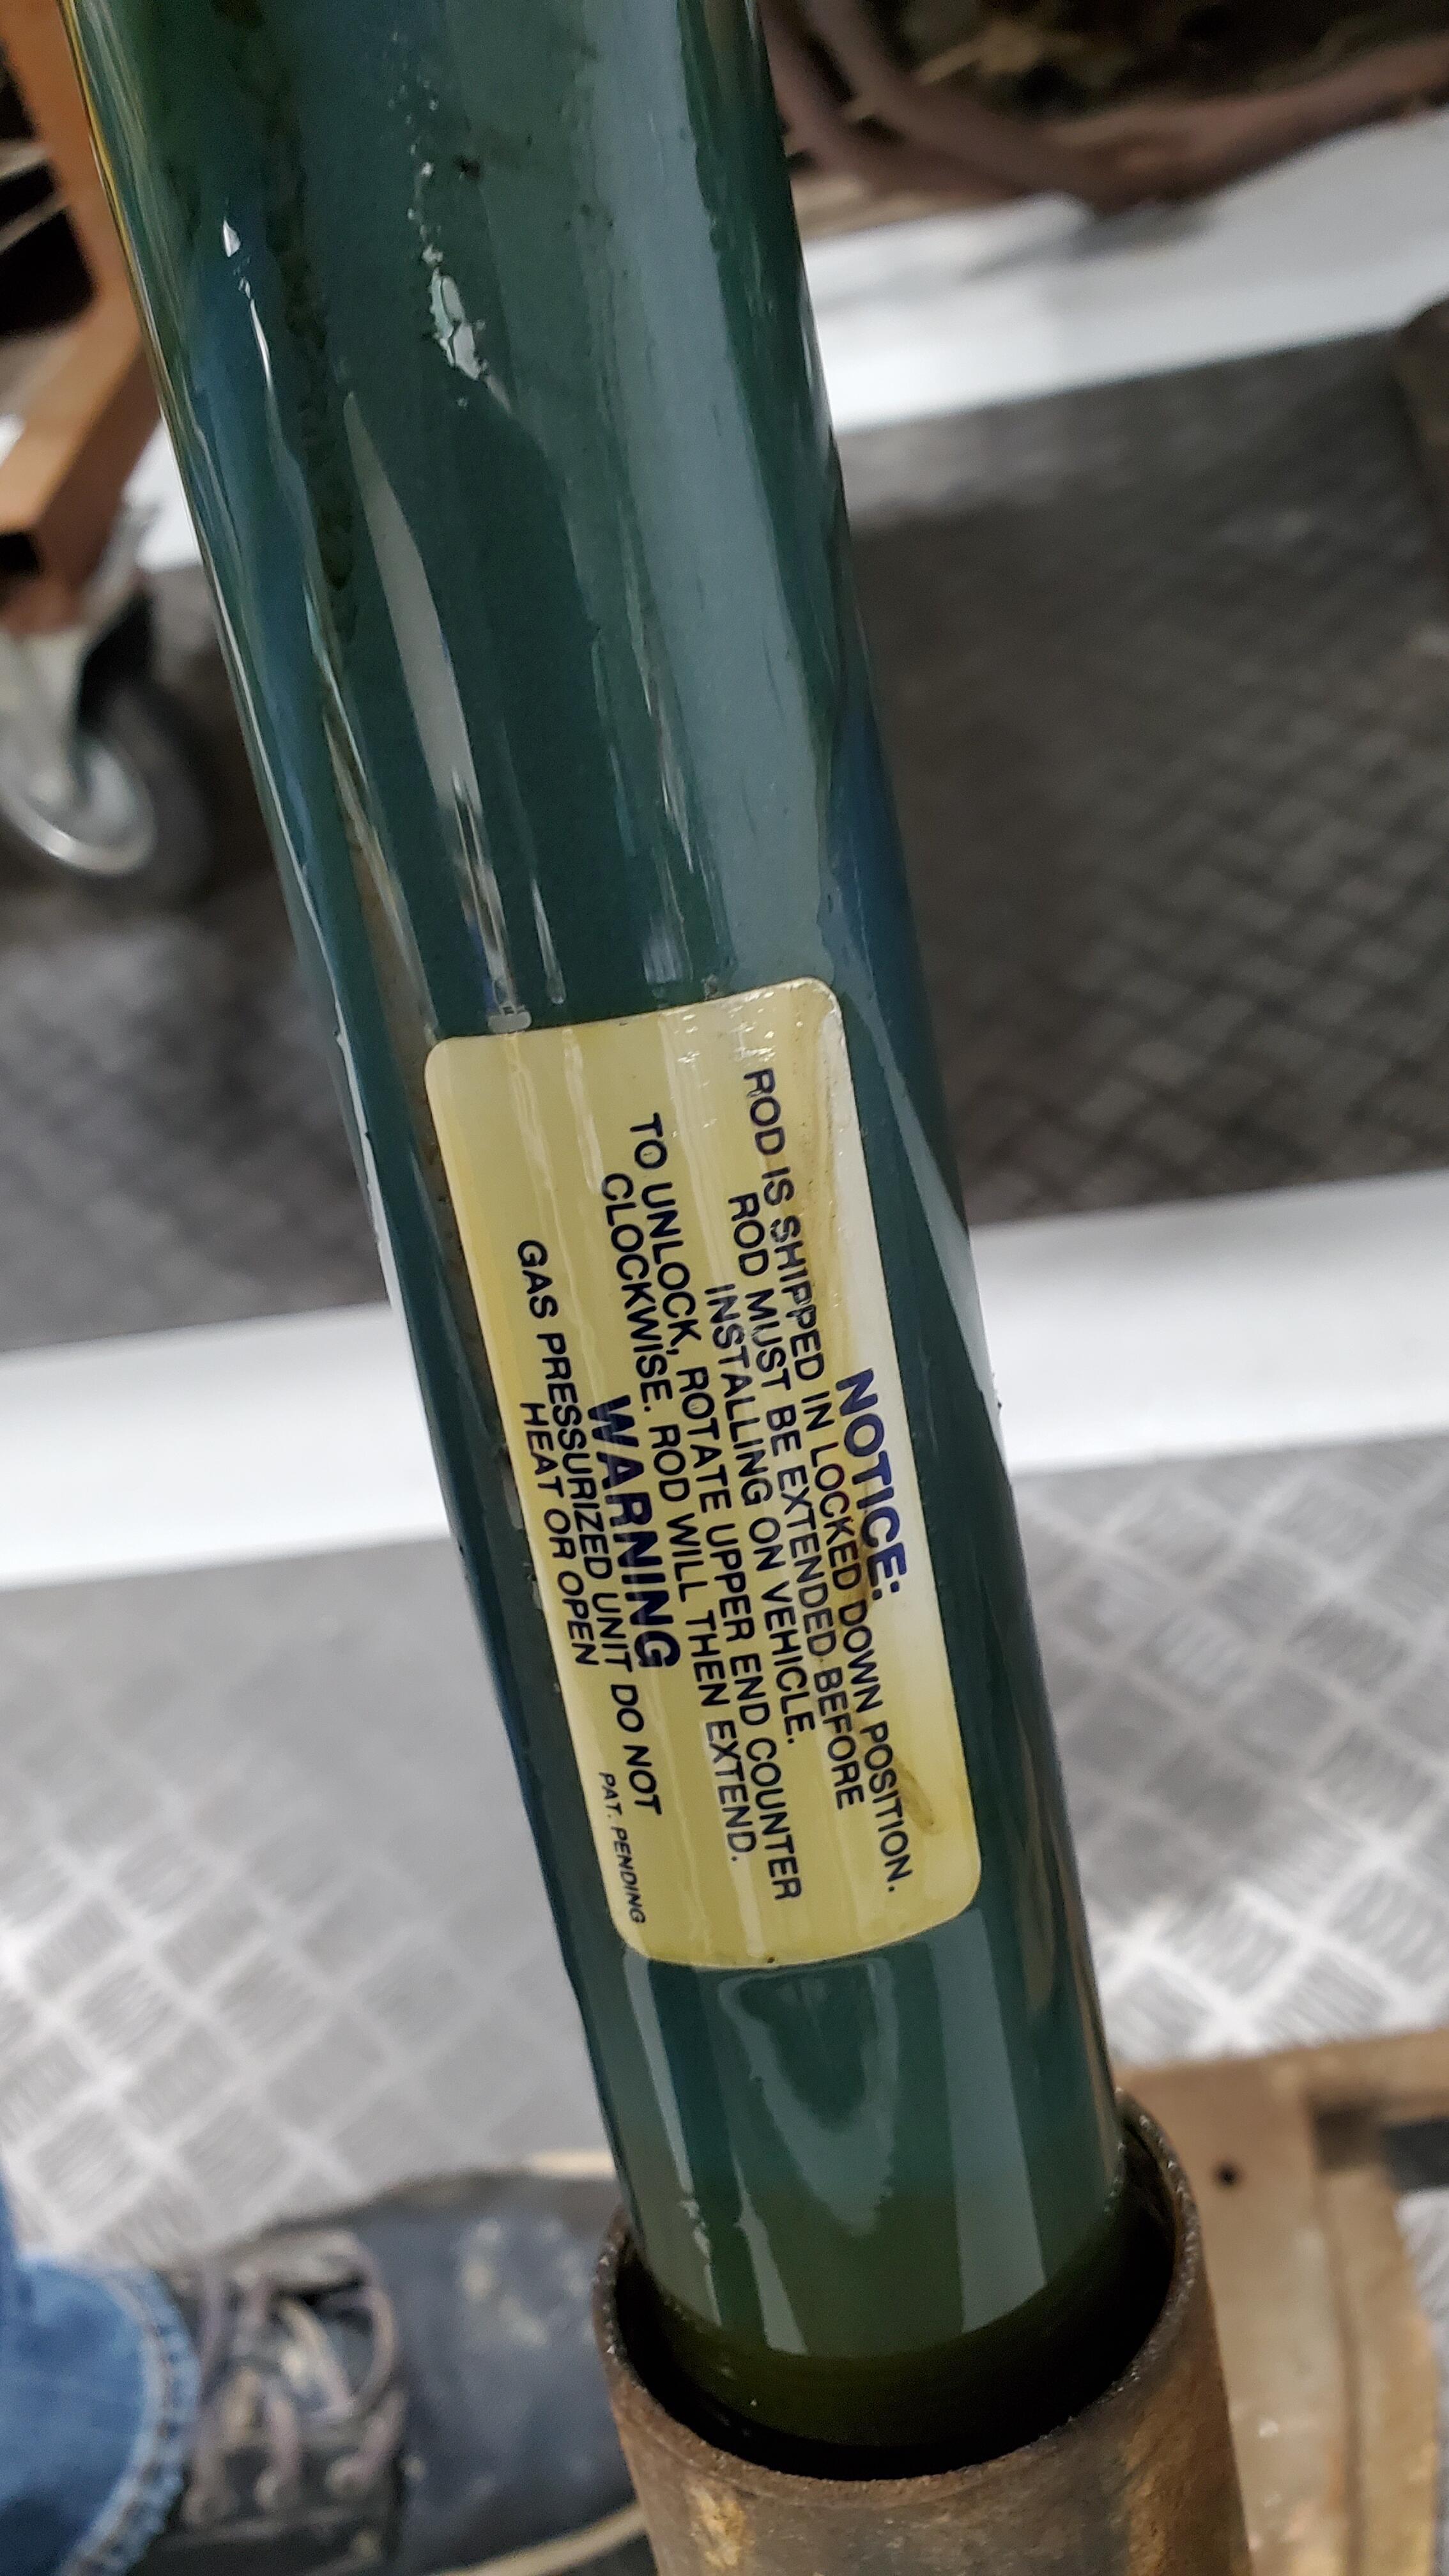 NOTICE:
ROD IS SHIPPED IN LOCKED DOWN POSITION.
ROD MUST BE EXTENDED BEFORE
INSTALLING ON VEHICLE.
TO UNLOCK, ROTATE UPPER END COUNTER
CLOCKWISE. ROD WILL THEN EXTEND.
WARNING
GAS PRESSURIZED UNIT DO NOT
HEAT OR OPEN
PAT. PENDING